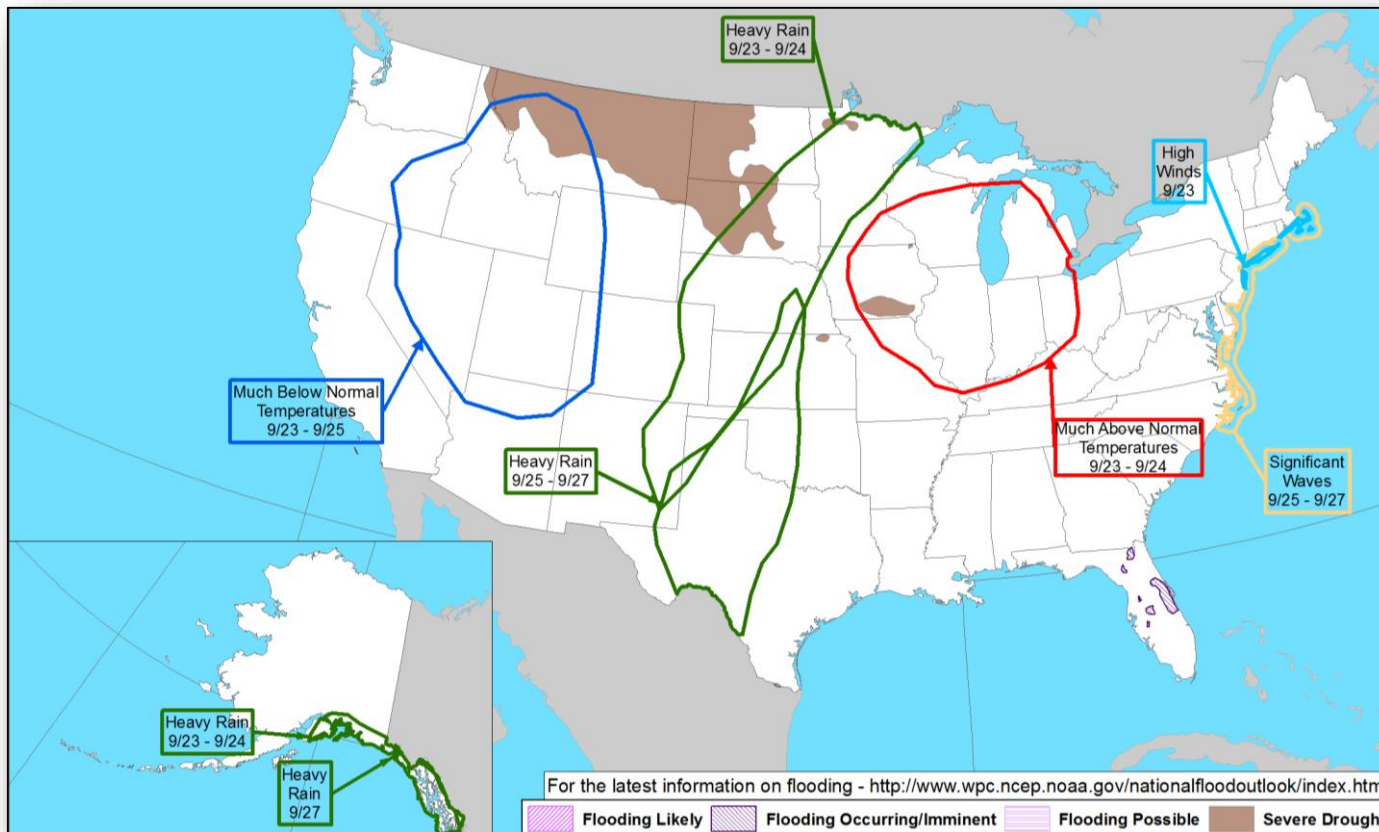 Heavy Rain
9/23 - 9/24
High
Winds
9/23
Much Below Normal
Temperatures
9/23 - 9/25
Heavy Rain
9/25 - 9/27
Much Above Normal
Temperatures
9/23 - 9/24
Significant
Waves
9/25 - 9/27
Heavy Rain
9/23 - 9/24
Heavy
Rain
9/27
For the latest information on flooding - http://www.wpc.ncep.noaa.gov/nationalfloodoutlook/index.htm
Flooding Likely
Flooding Occurring/Imminent
Flooding Possible
Severe Drough